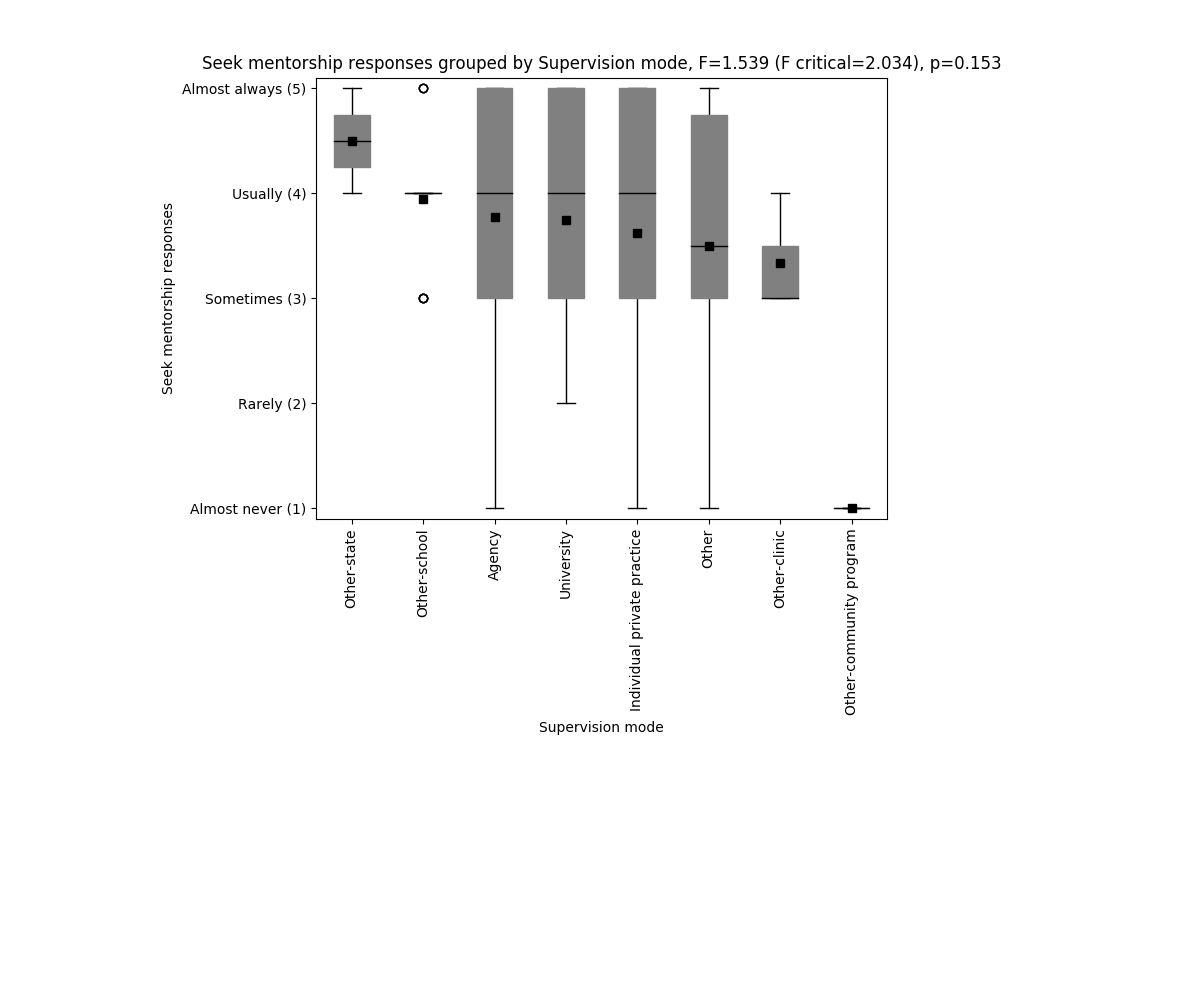 Seek mentorship responses grouped by Supervision mode, F=1.539 (F critical=2.034), p=0.153
Almost always (5)
Usually (4)
Sometimes (3)
Rarely (2)
Almost never (1)
Seek mentorship responses
Other-state
Other-school
Agency
University
Individual private practice
Other
Other-clinic
Other-community program
Supervision mode